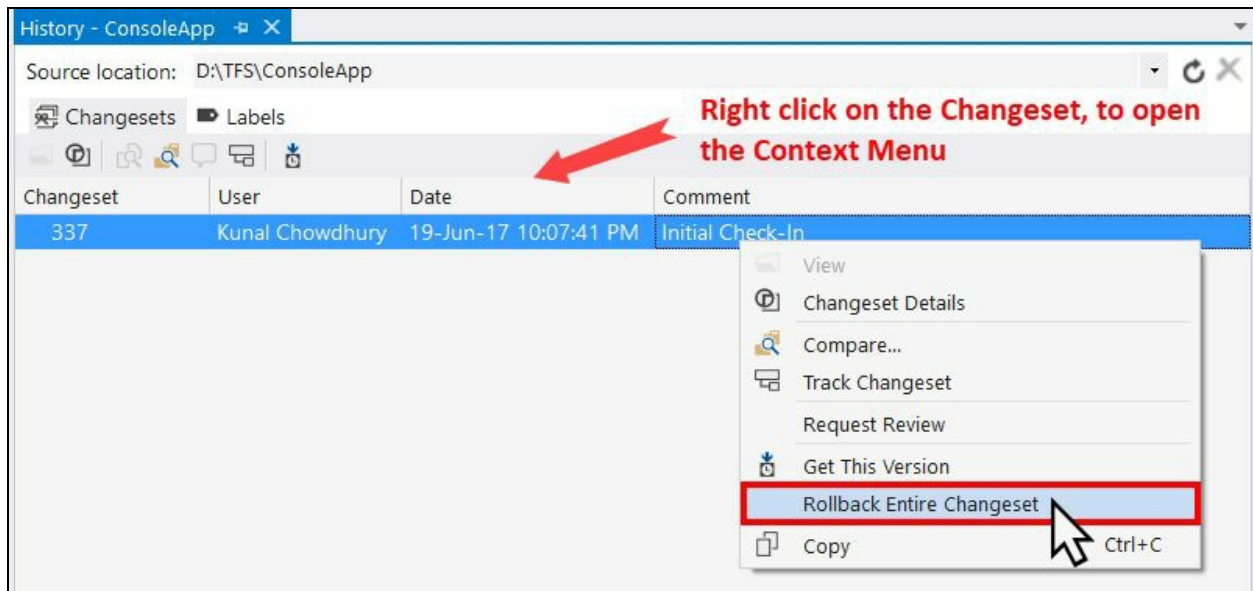 History - ConsoleApp
Source location: D:\TFS\ConsoleApp
Changesets Labels
Right click on the Changeset, to open
the Context Menu
Changeset User Date Comment
337 Kunal Chowdhury 19-Jun-17 10:07:41 PM Initial Check-In
View
Changeset Details
Compare...
Track Changeset
Request Review
Get This Version
Rollback Entire Changeset
Copy Ctrl+C